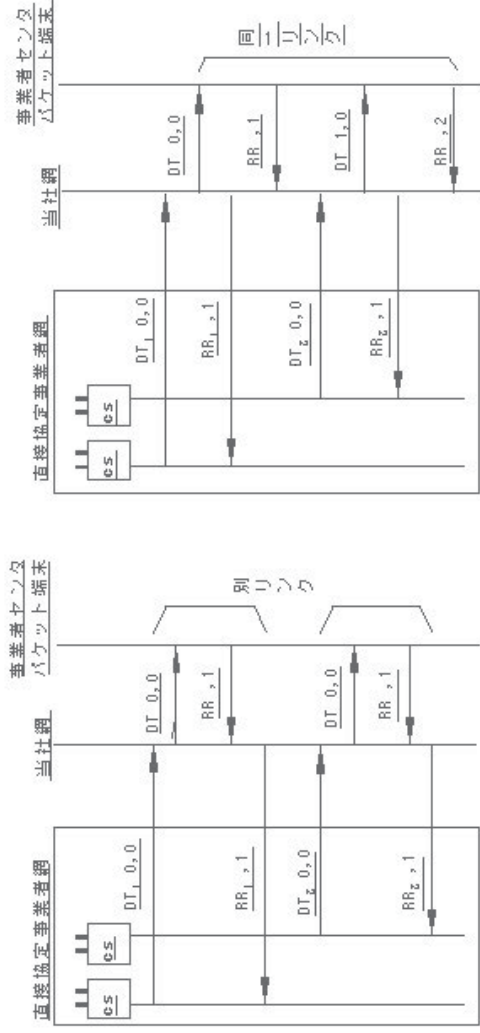 直接協定事業者網
当社網
事業者センタ
パケット端末
cs
cs
DT₁ 0,0
DT 0,0
RR ,1
RR₁ ,1
DT₂ 0,0
DT 0,0
RR ,1
RR₂ ,1
別リンク
直接協定事業者網
当社網
事業者センタ
パケット端末
cs
cs
DT₁ 0,0
DT 0,0
RR₁ ,1
RR ,1
DT₂ 0,0
DT 1,0
RR₂ ,1
RR ,2
同一リンク